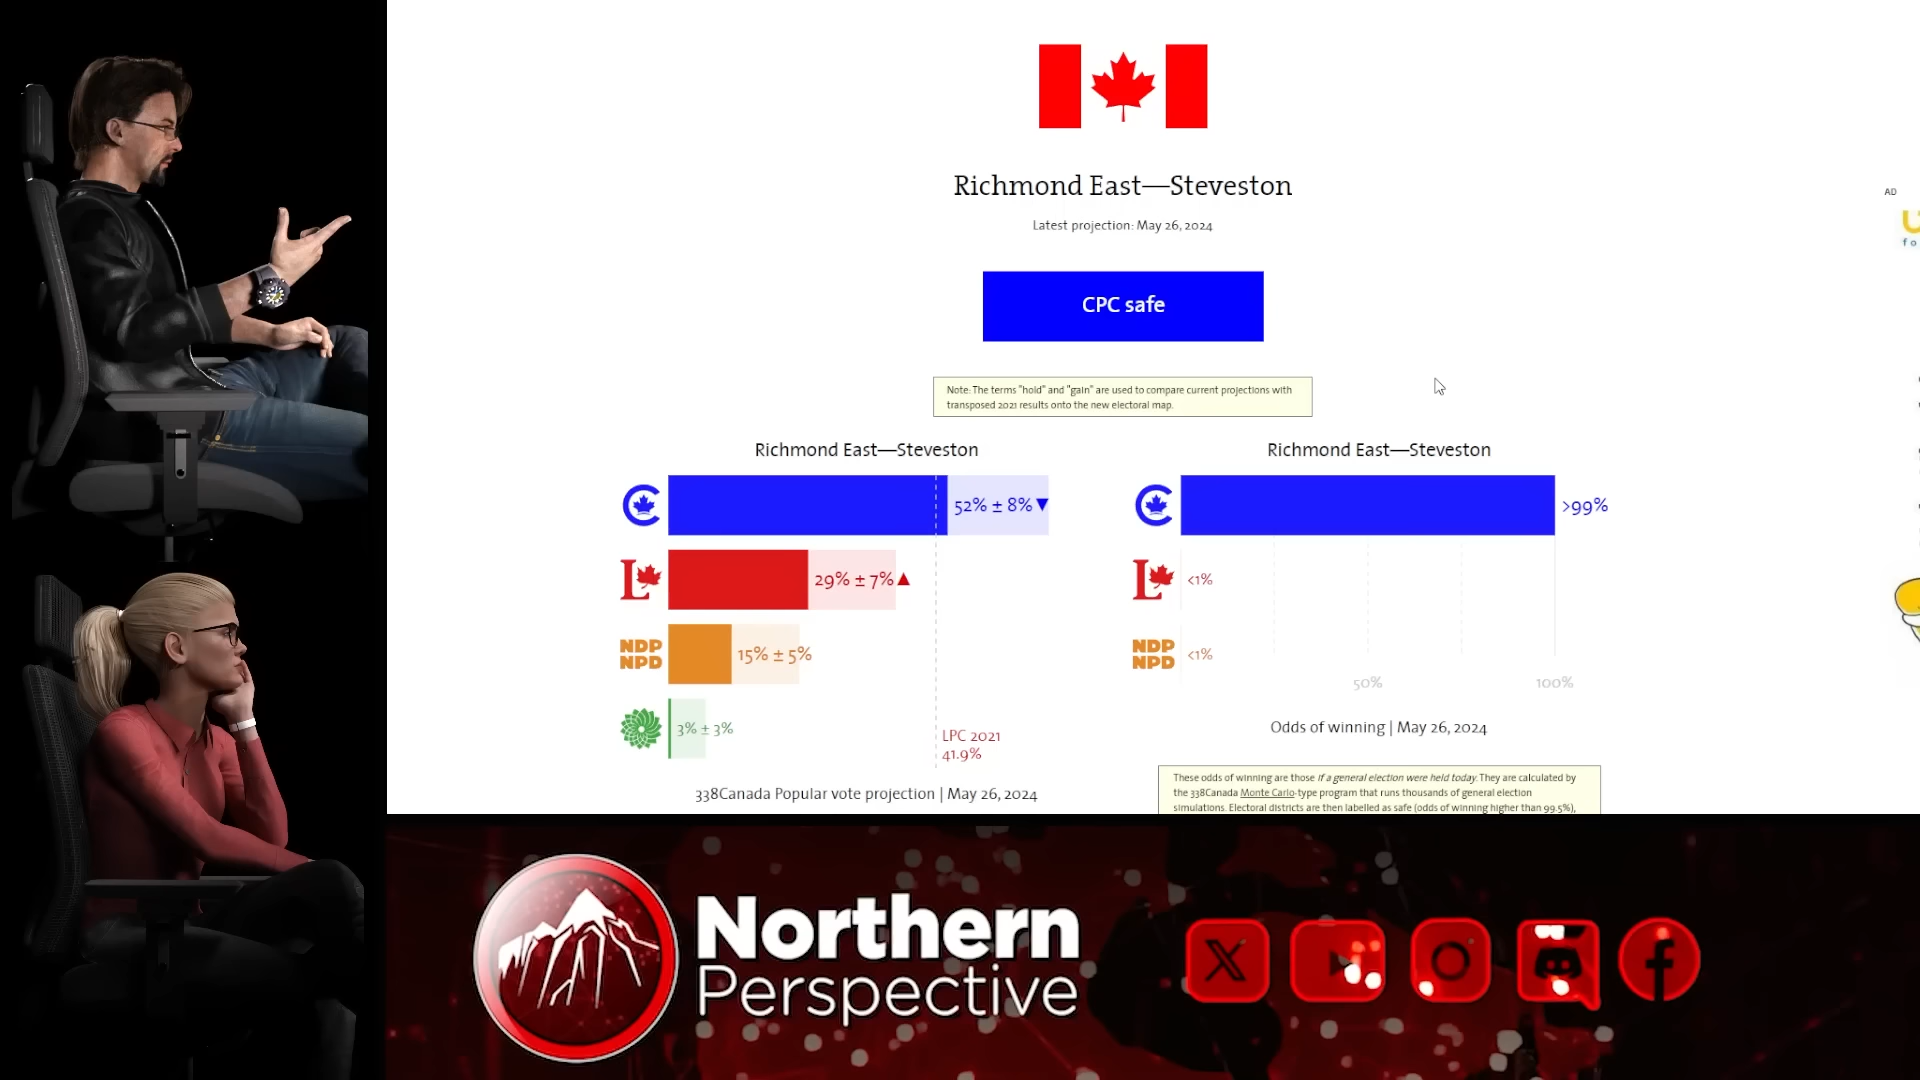 Richmond East—Steveston
Latest projection: May 26, 2024
AD
fo
CPC safe
Note: The terms "hold" and "gain" are used to compare current projections with
transposed 2021 results onto the new electoral map.
Richmond East—Steveston
52% ± 8%▼
L
29% ± 7%▲
NDP
NPD
15% ± 5%
3% ± 3%
LPC 2021
41.9%
338Canada Popular vote projection | May 26, 2024
Richmond East—Steveston
>99%
L
<1%
NDP
NPD
<1%
50%
100%
Odds of winning | May 26, 2024
These odds of winning are those if a general election were held today. They are calculated by
the 338Canada Monte Carlo-type program that runs thousands of general election
simulations. Electoral districts are then labelled as safe (odds of winning higher than 99.5%),
Northern
Perspective